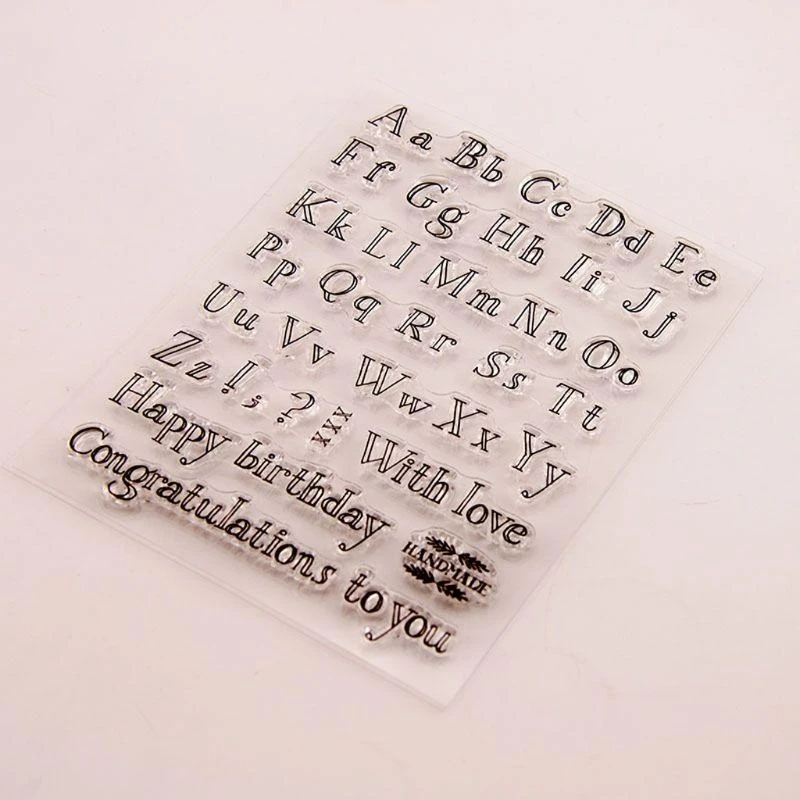 Aa Bb Cc Dd Ee
Ff Gg Hh Ii Jj
Kk Ll Mm Nn Oo
Pp Qq Rr Ss Tt
Uu Vv Ww Xx Yy
Zz ! ; ? xxx With love
Happy birthday
HANDMADE
Congratulations to you